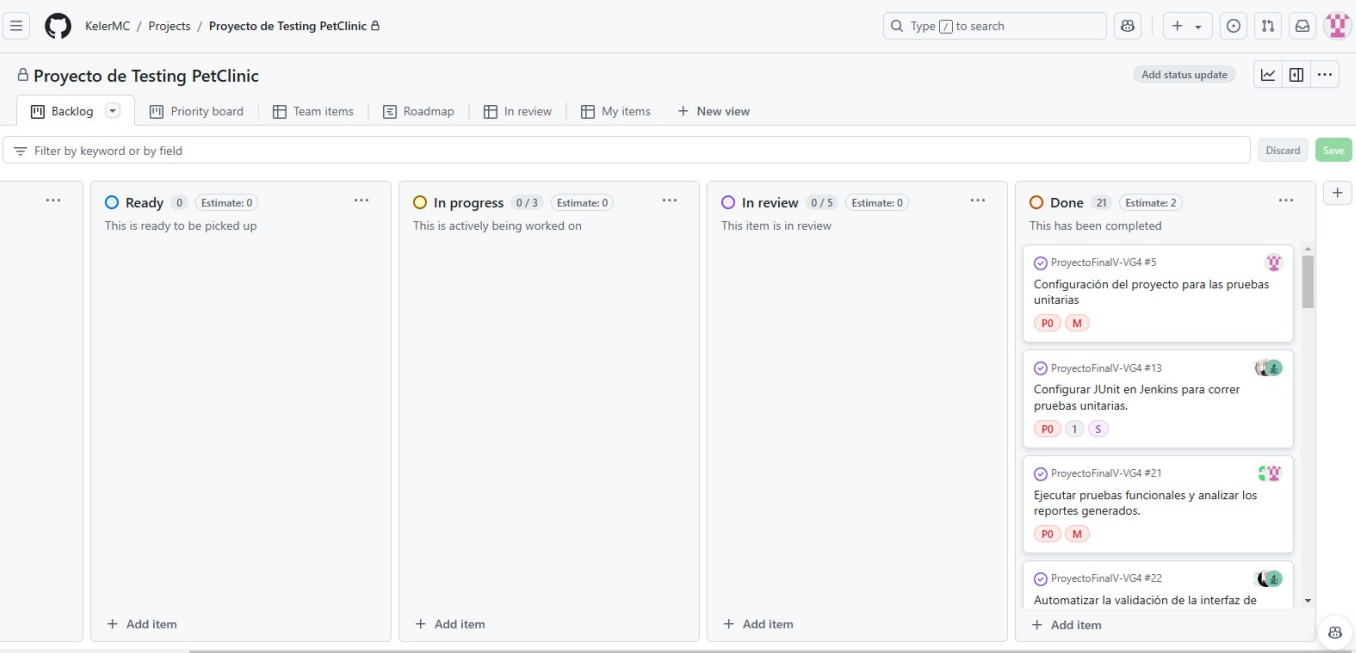 KelerMC / Projects / Proyecto de Testing PetClinic
Type / to search
Proyecto de Testing PetClinic
Add status update
Backlog
Priority board
Team items
Roadmap
In review
My items
+ New view
Filter by keyword or by field
Discard
Save
Ready 0 Estimate: 0
This is ready to be picked up
+ Add item
In progress 0 / 3 Estimate: 0
This is actively being worked on
+ Add item
In review 0 / 5 Estimate: 0
This item is in review
+ Add item
Done 21 Estimate: 2
This has been completed
ProyectoFinalV-VG4 #5
Configuración del proyecto para las pruebas
unitarias
P0 M
ProyectoFinalV-VG4 #13
Configurar JUnit en Jenkins para correr
pruebas unitarias.
P0 1 S
ProyectoFinalV-VG4 #21
Ejecutar pruebas funcionales y analizar los
reportes generados.
P0 M
ProyectoFinalV-VG4 #22
Automatizar la validación de la interfaz de
+ Add item